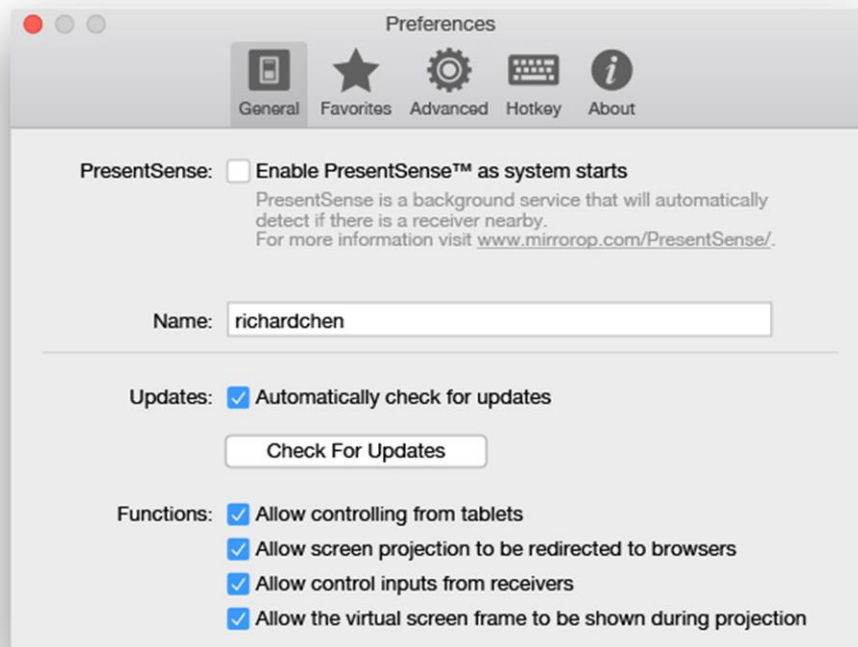 Preferences
General Favorites Advanced Hotkey About
PresentSense: Enable PresentSense™ as system starts
PresentSense is a background service that will automatically
detect if there is a receiver nearby.
For more information visit www.mirrorop.com/PresentSense/.
Name: richardchen
Updates: Automatically check for updates
Check For Updates
Functions: Allow controlling from tablets
Allow screen projection to be redirected to browsers
Allow control inputs from receivers
Allow the virtual screen frame to be shown during projection